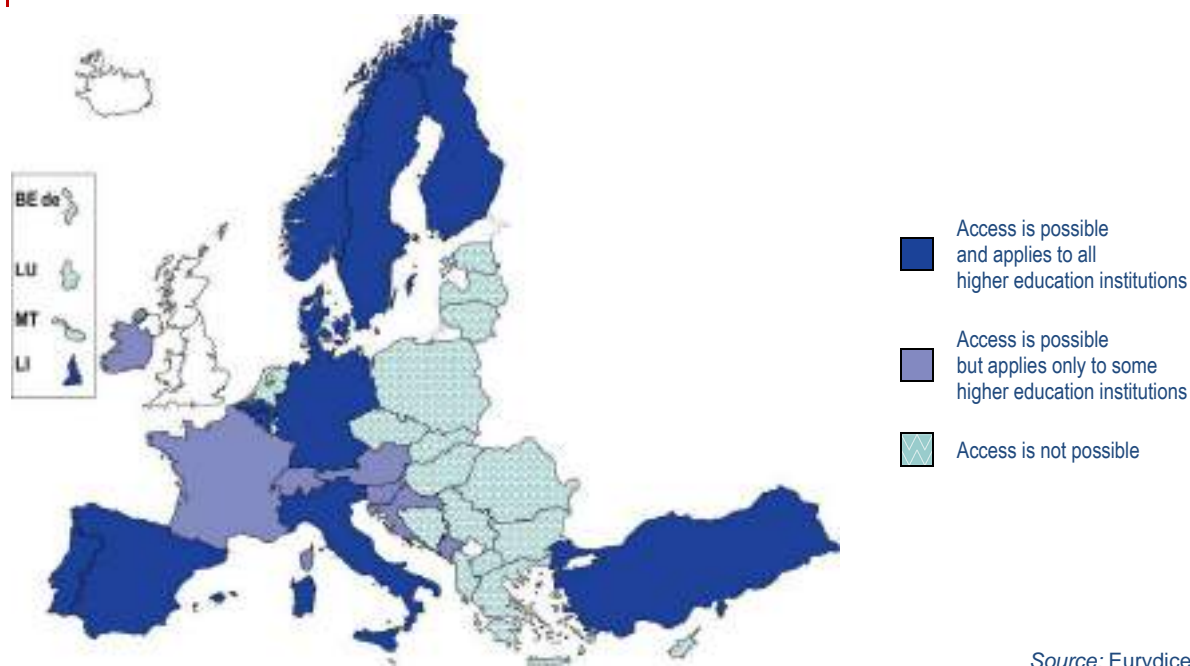 BE de
LU
MT
LI
Access is possible
and applies to all
higher education institutions
Access is possible
but applies only to some
higher education institutions
Access is not possible
Source: Eurydice